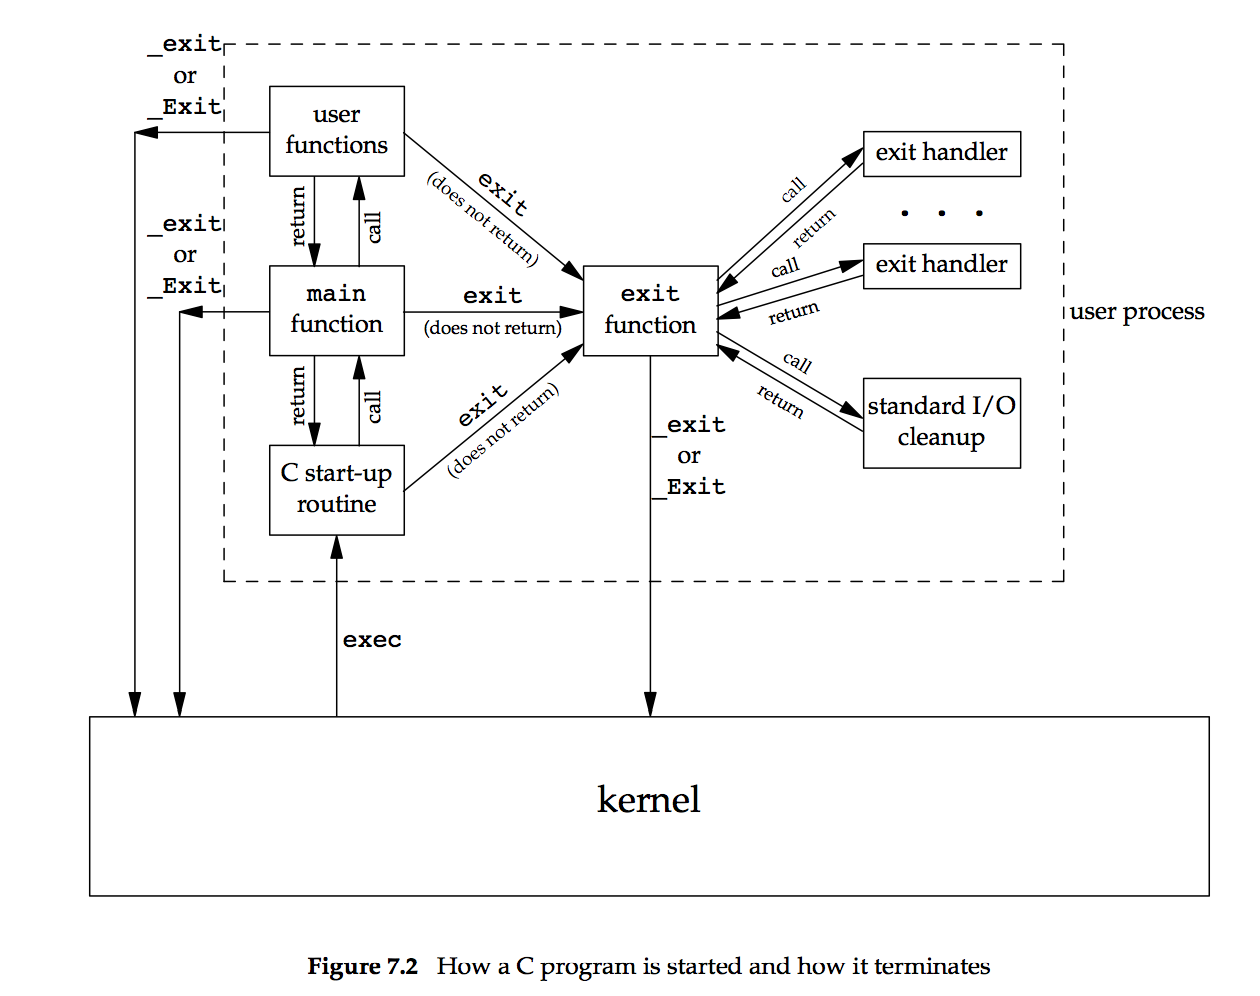 _exit
or
_Exit
user
functions
exit
(does not return)
return
call
_exit
or
_Exit
main
function
exit
(does not return)
return
call
C start-up
routine
exit
(does not return)
exit
function
call
return
exit handler
. . .
call
return
exit handler
call
return
standard I/O
cleanup
user process
_exit
or
_Exit
exec
kernel
Figure 7.2 How a C program is started and how it terminates